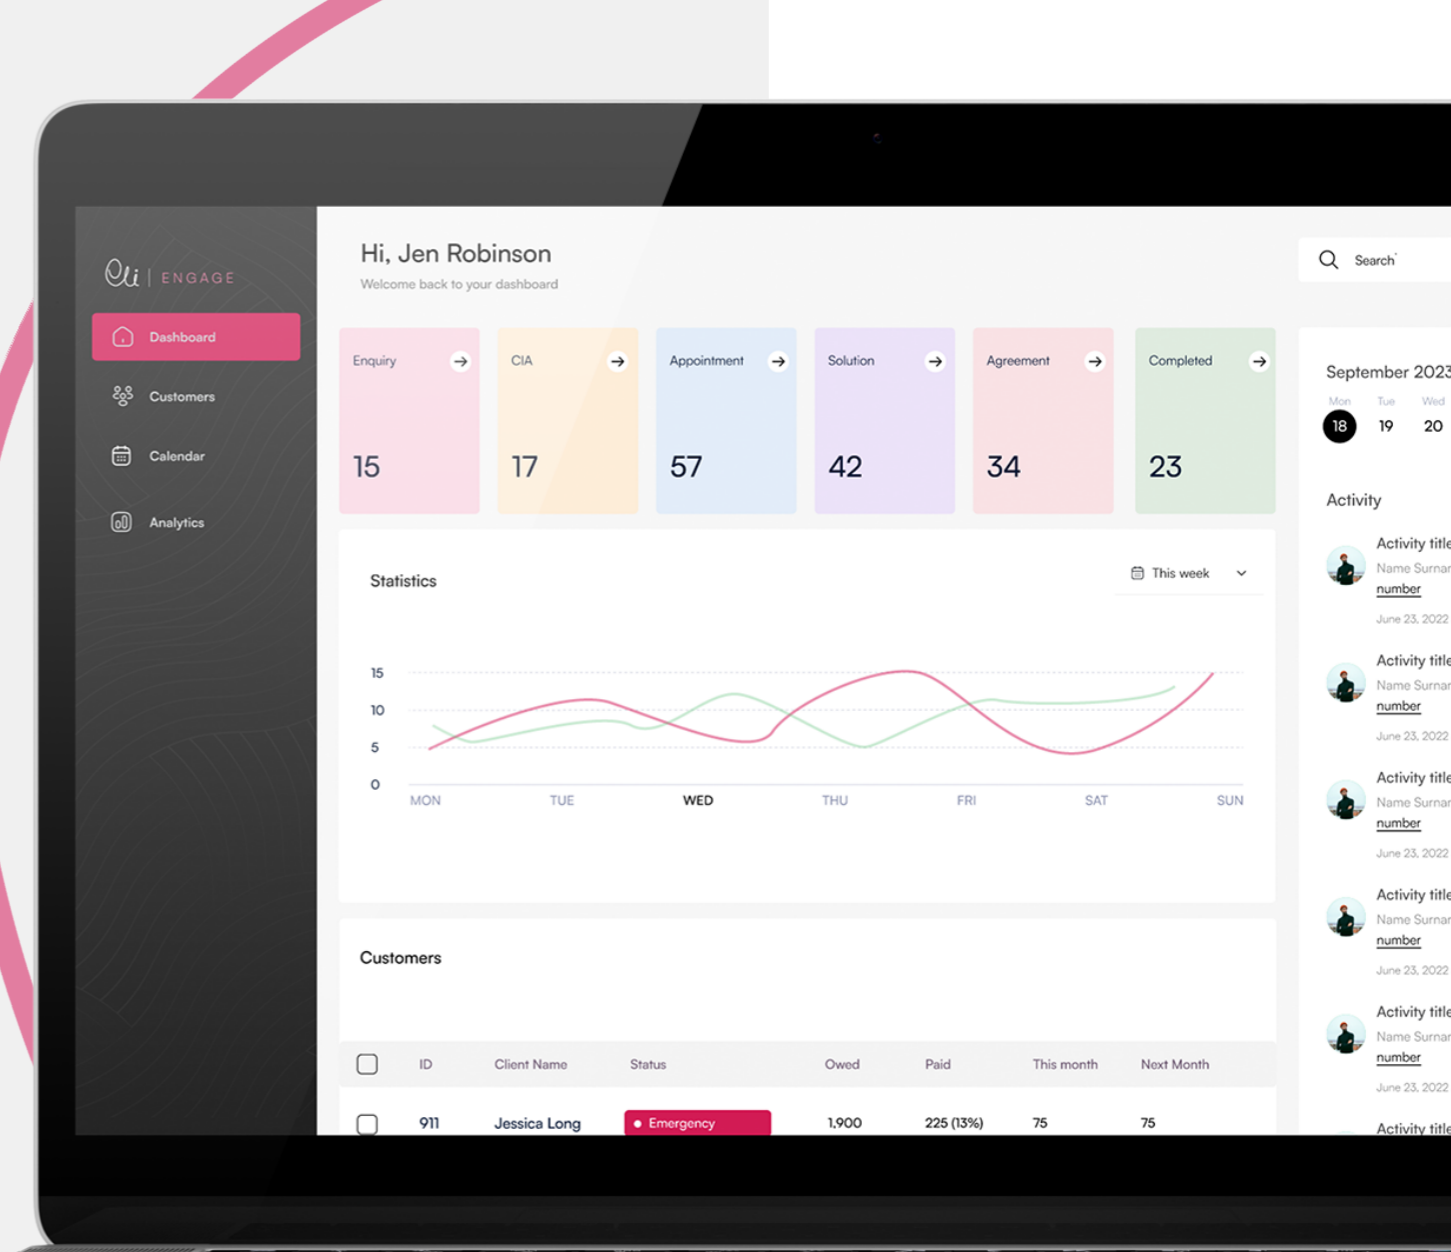 Oli | ENGAGE
Dashboard
Customers
Calendar
Analytics
Hi, Jen Robinson
Welcome back to your dashboard
Search
Enquiry
15
CIA
17
Appointment
57
Solution
42
Agreement
34
Completed
23
Statistics
This week
15
10
5
0
MON TUE WED THU FRI SAT SUN
Customers
ID Client Name Status Owed Paid This month Next Month
911 Jessica Long Emergency 1,900 225 (13%) 75 75
September 2023
Mon Tue Wed
18 19 20
Activity
Activity title
Name Surnar
number
June 23, 2022
Activity title
Name Surnar
number
June 23, 2022
Activity title
Name Surnar
number
June 23, 2022
Activity title
Name Surnar
number
June 23, 2022
Activity title
Name Surnar
number
June 23, 2022
Activity title